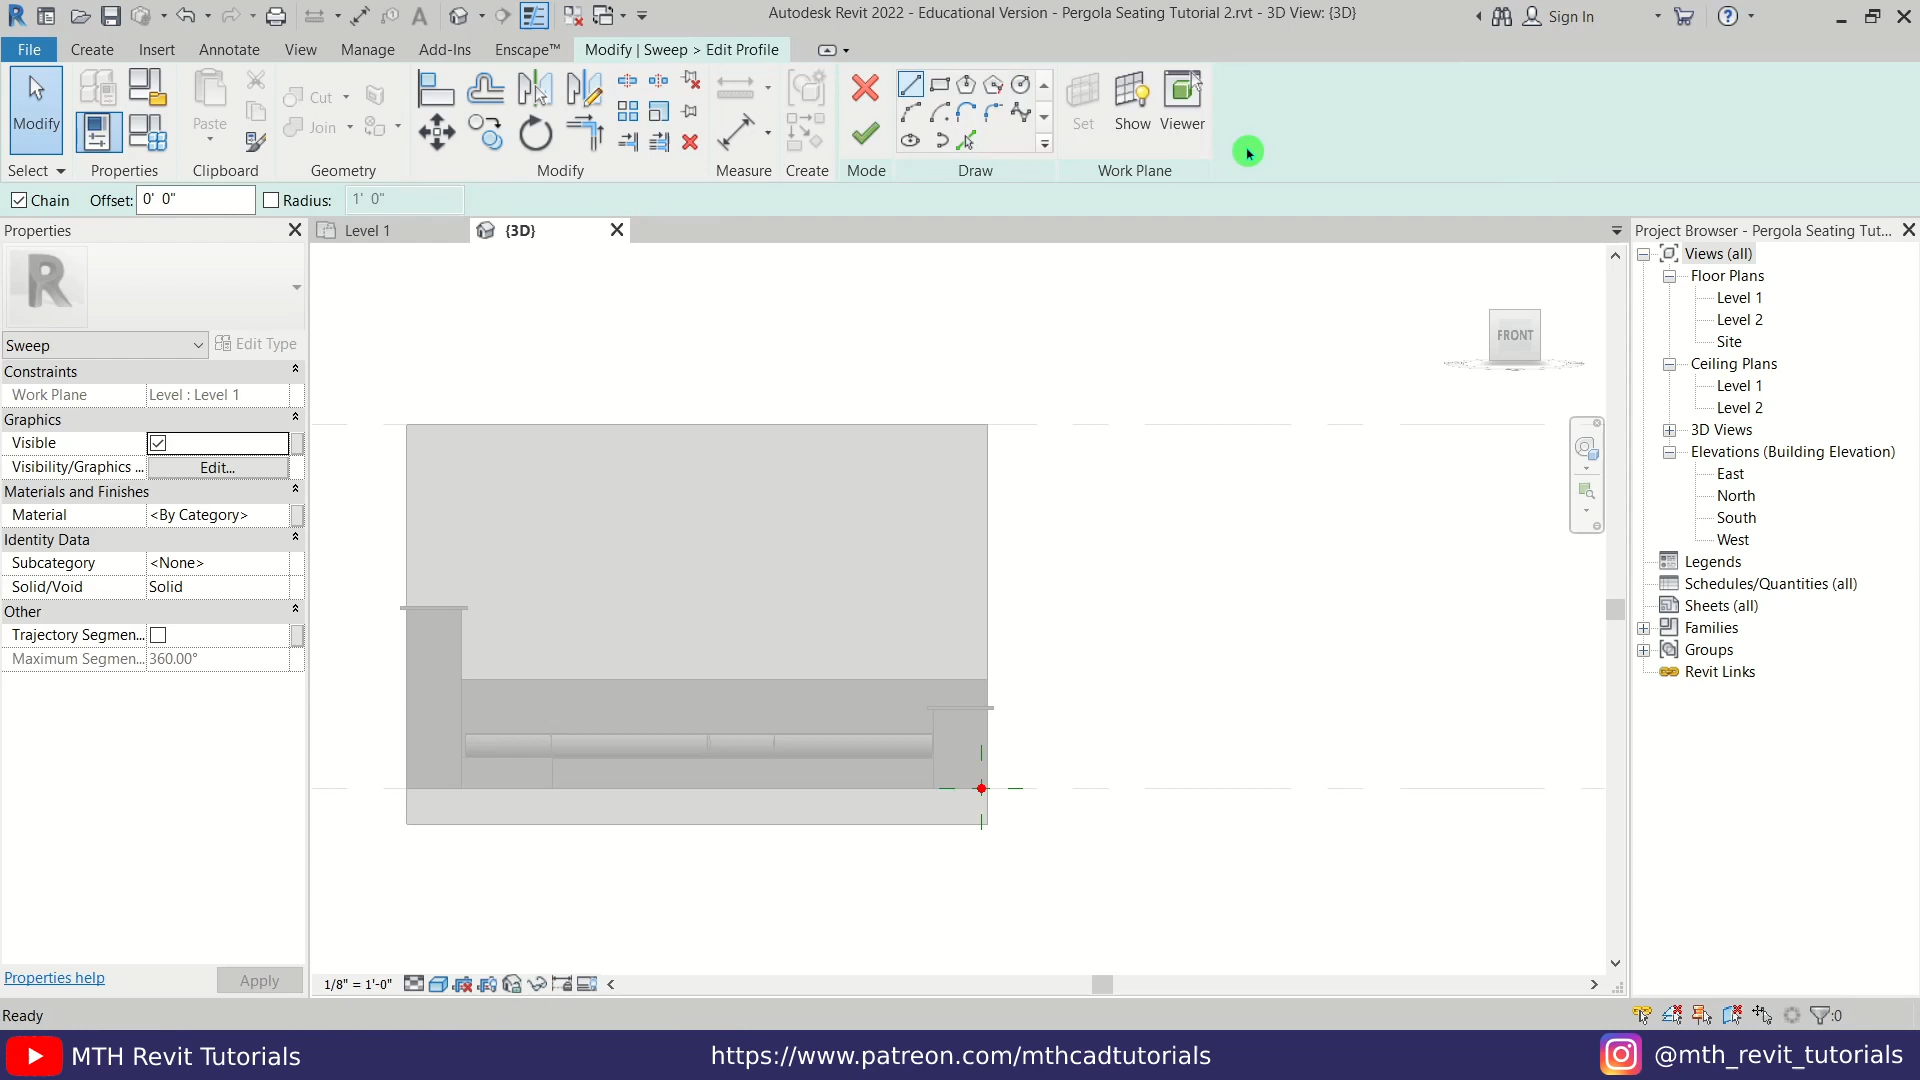 Autodesk Revit 2022 - Educational Version - Pergola Seating Tutorial 2.rvt - 3D View: {3D}
Sign In
File
Create
Insert
Annotate
View
Manage
Add-Ins
Enscape™
Modify | Sweep > Edit Profile
Modify
Paste
Cut
Join
Set
Show
Viewer
Select
Properties
Clipboard
Geometry
Modify
Measure
Create
Mode
Draw
Work Plane
Chain
Offset:
0' 0"
Radius:
1' 0"
Properties
Level 1
{3D}
Project Browser - Pergola Seating Tut...
R
Sweep
Edit Type
Constraints
Work Plane
Level : Level 1
Graphics
Visible
Visibility/Graphics ...
Edit...
Materials and Finishes
Material
<By Category>
Identity Data
Subcategory
<None>
Solid/Void
Solid
Other
Trajectory Segmen...
Maximum Segmen...
360.00°
Properties help
Apply
FRONT
Views (all)
Floor Plans
Level 1
Level 2
Site
Ceiling Plans
Level 1
Level 2
3D Views
Elevations (Building Elevation)
East
North
South
West
Legends
Schedules/Quantities (all)
Sheets (all)
Families
Groups
Revit Links
1/8" = 1'-0"
Ready
:0
MTH Revit Tutorials
https://www.patreon.com/mthcadtutorials
@mth_revit_tutorials